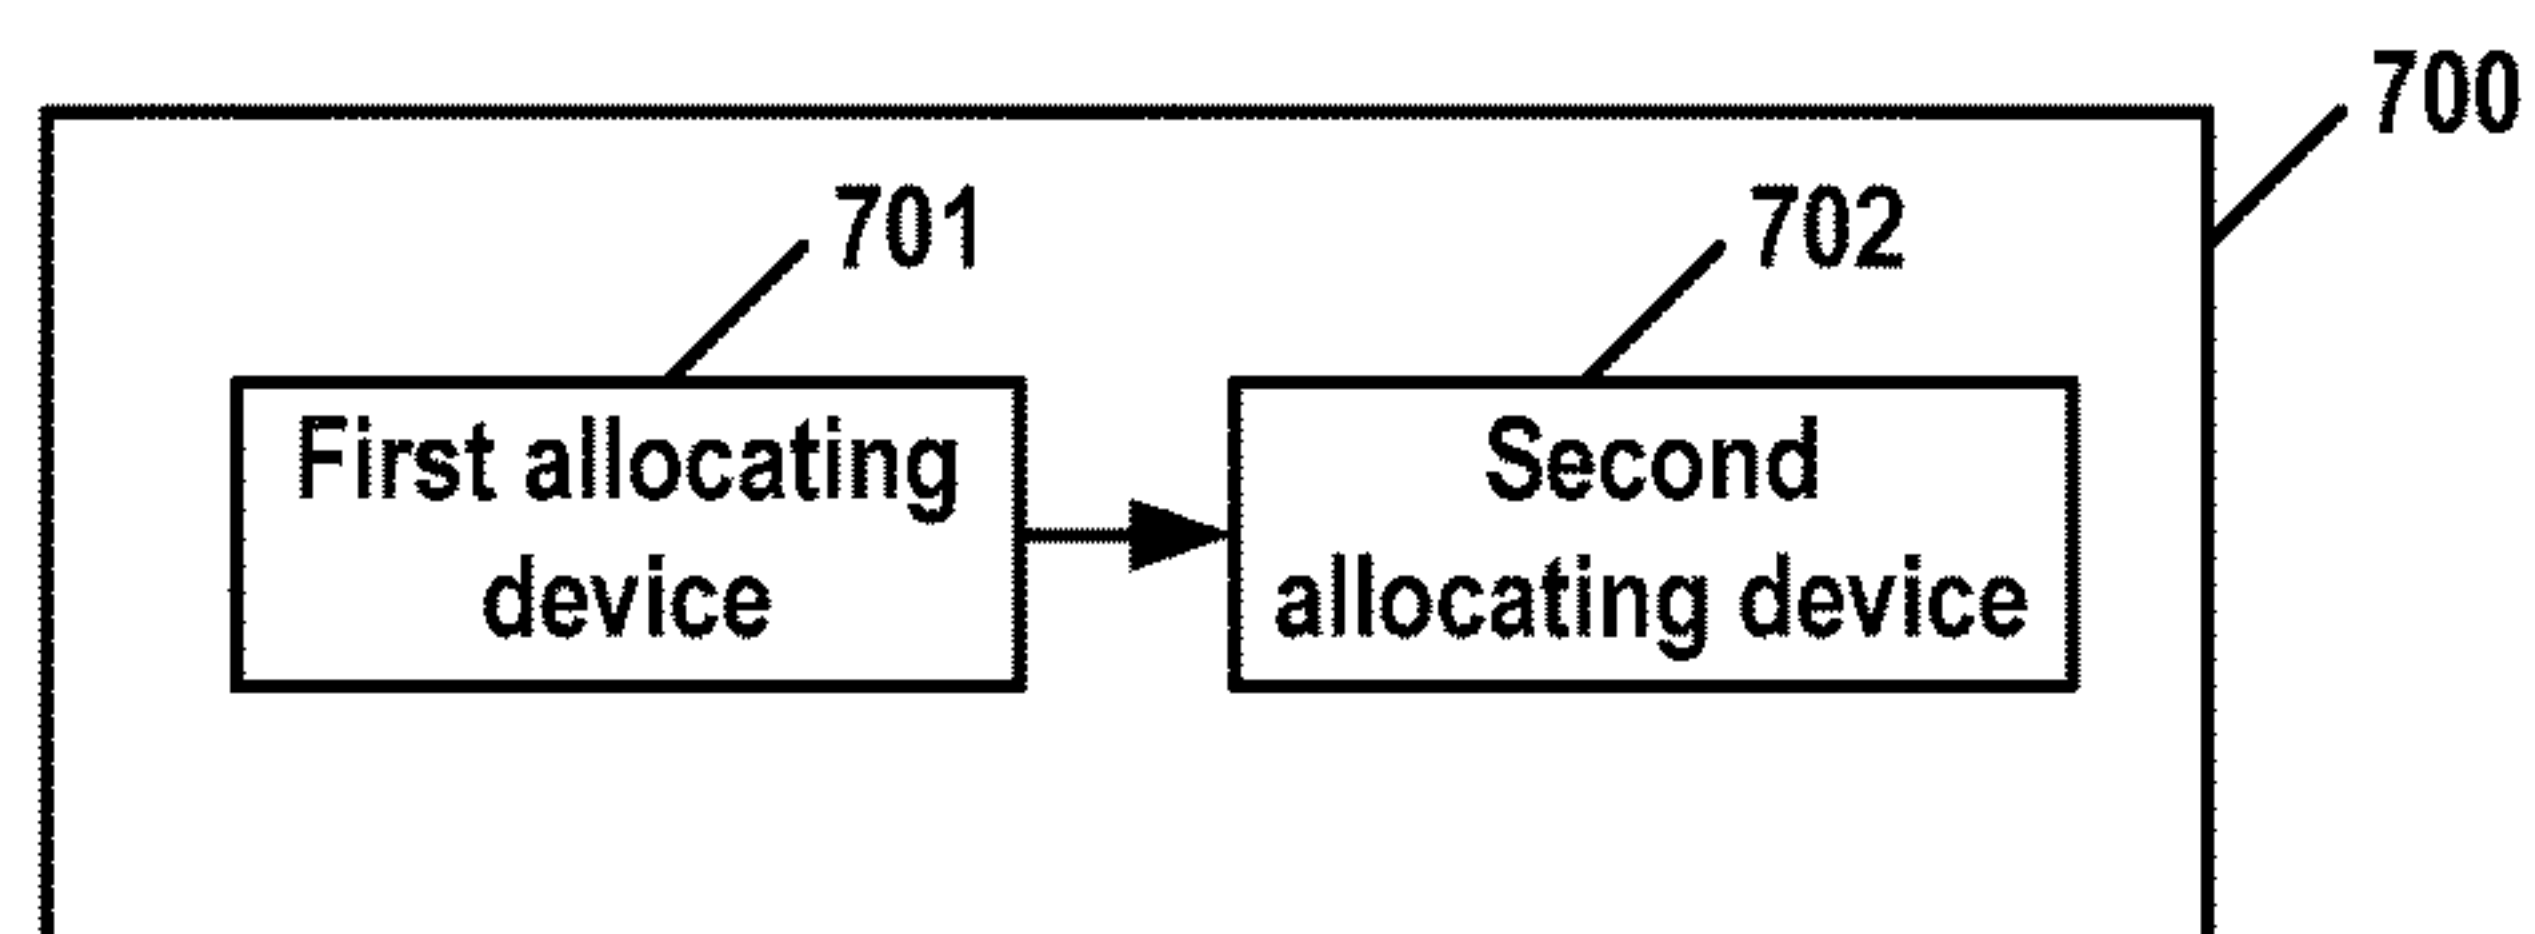 700
701
702
First allocating
device
Second
allocating device